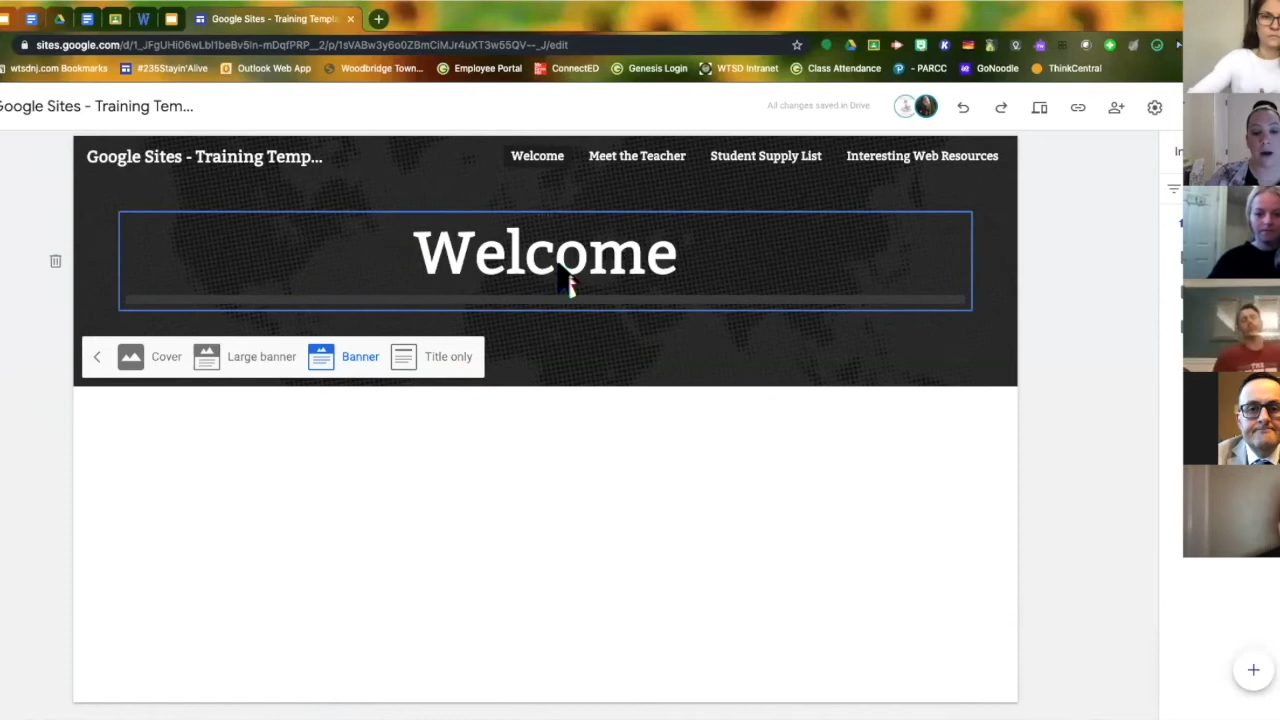 Google Sites - Training Templa
sites.google.com/d/1_JFgUHi06wLbl1beBv5In-mDqfPRP__2/p/1sVABw3y6o0ZBmCiMJr4uXT3w55QV--_J/edit
wtsdnj.com Bookmarks
#235Stayin'Alive
Outlook Web App
Woodbridge Town...
Employee Portal
ConnectED
Genesis Login
WTSD Intranet
Class Attendance
- PARCC
GoNoodle
ThinkCentral
Google Sites - Training Tem...
All changes saved in Drive
Google Sites - Training Temp...
Welcome
Meet the Teacher
Student Supply List
Interesting Web Resources
Welcome
Cover
Large banner
Banner
Title only